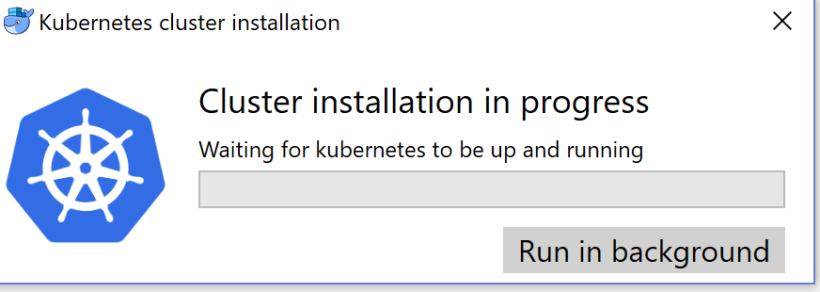 Kubernetes cluster installation
Cluster installation in progress
Waiting for kubernetes to be up and running
Run in background